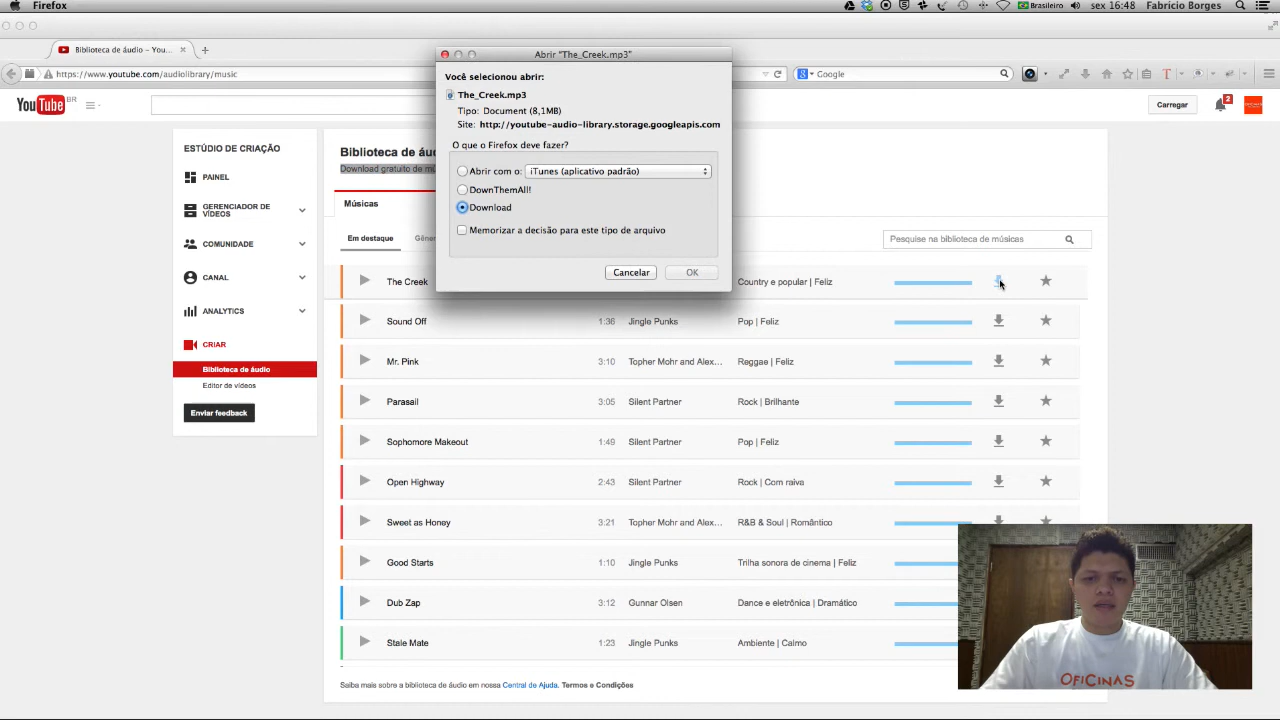 Firefox
Brasileiro
sex 16:48
Fabrício Borges
Biblioteca de áudio – You...
Abrir "The_Creek.mp3"
https://www.youtube.com/audiolibrary/music
Google
Você selecionou abrir:
The_Creek.mp3
Tipo: Document (8,1MB)
Site: http://youtube-audio-library.storage.googleapis.com
O que o Firefox deve fazer?
Abrir com o: iTunes (aplicativo padrão)
DownThemAll!
Download
Memorizar a decisão para este tipo de arquivo
Cancelar
OK
YouTube BR
Carregar
2
ESTÚDIO DE CRIAÇÃO
PAINEL
GERENCIADOR DE
VÍDEOS
COMUNIDADE
CANAL
ANALYTICS
CRIAR
Biblioteca de áudio
Editor de vídeos
Enviar feedback
Biblioteca de áu
Download gratuito de mú
Músicas
Em destaque
Gêner
Pesquise na biblioteca de músicas
The Creek Country e popular | Feliz
Sound Off 1:36 Jingle Punks Pop | Feliz
Mr. Pink 3:10 Topher Mohr and Alex... Reggae | Feliz
Parasail 3:05 Silent Partner Rock | Brilhante
Sophomore Makeout 1:49 Silent Partner Pop | Feliz
Open Highway 2:43 Silent Partner Rock | Com raiva
Sweet as Honey 3:21 Topher Mohr and Alex... R&B & Soul | Romântico
Good Starts 1:10 Jingle Punks Trilha sonora de cinema | Feliz
Dub Zap 3:12 Gunnar Olsen Dance e eletrônica | Dramático
Stale Mate 1:23 Jingle Punks Ambiente | Calmo
Saiba mais sobre a biblioteca de áudio em nossa Central de Ajuda. Termos e Condições
OFICINAS